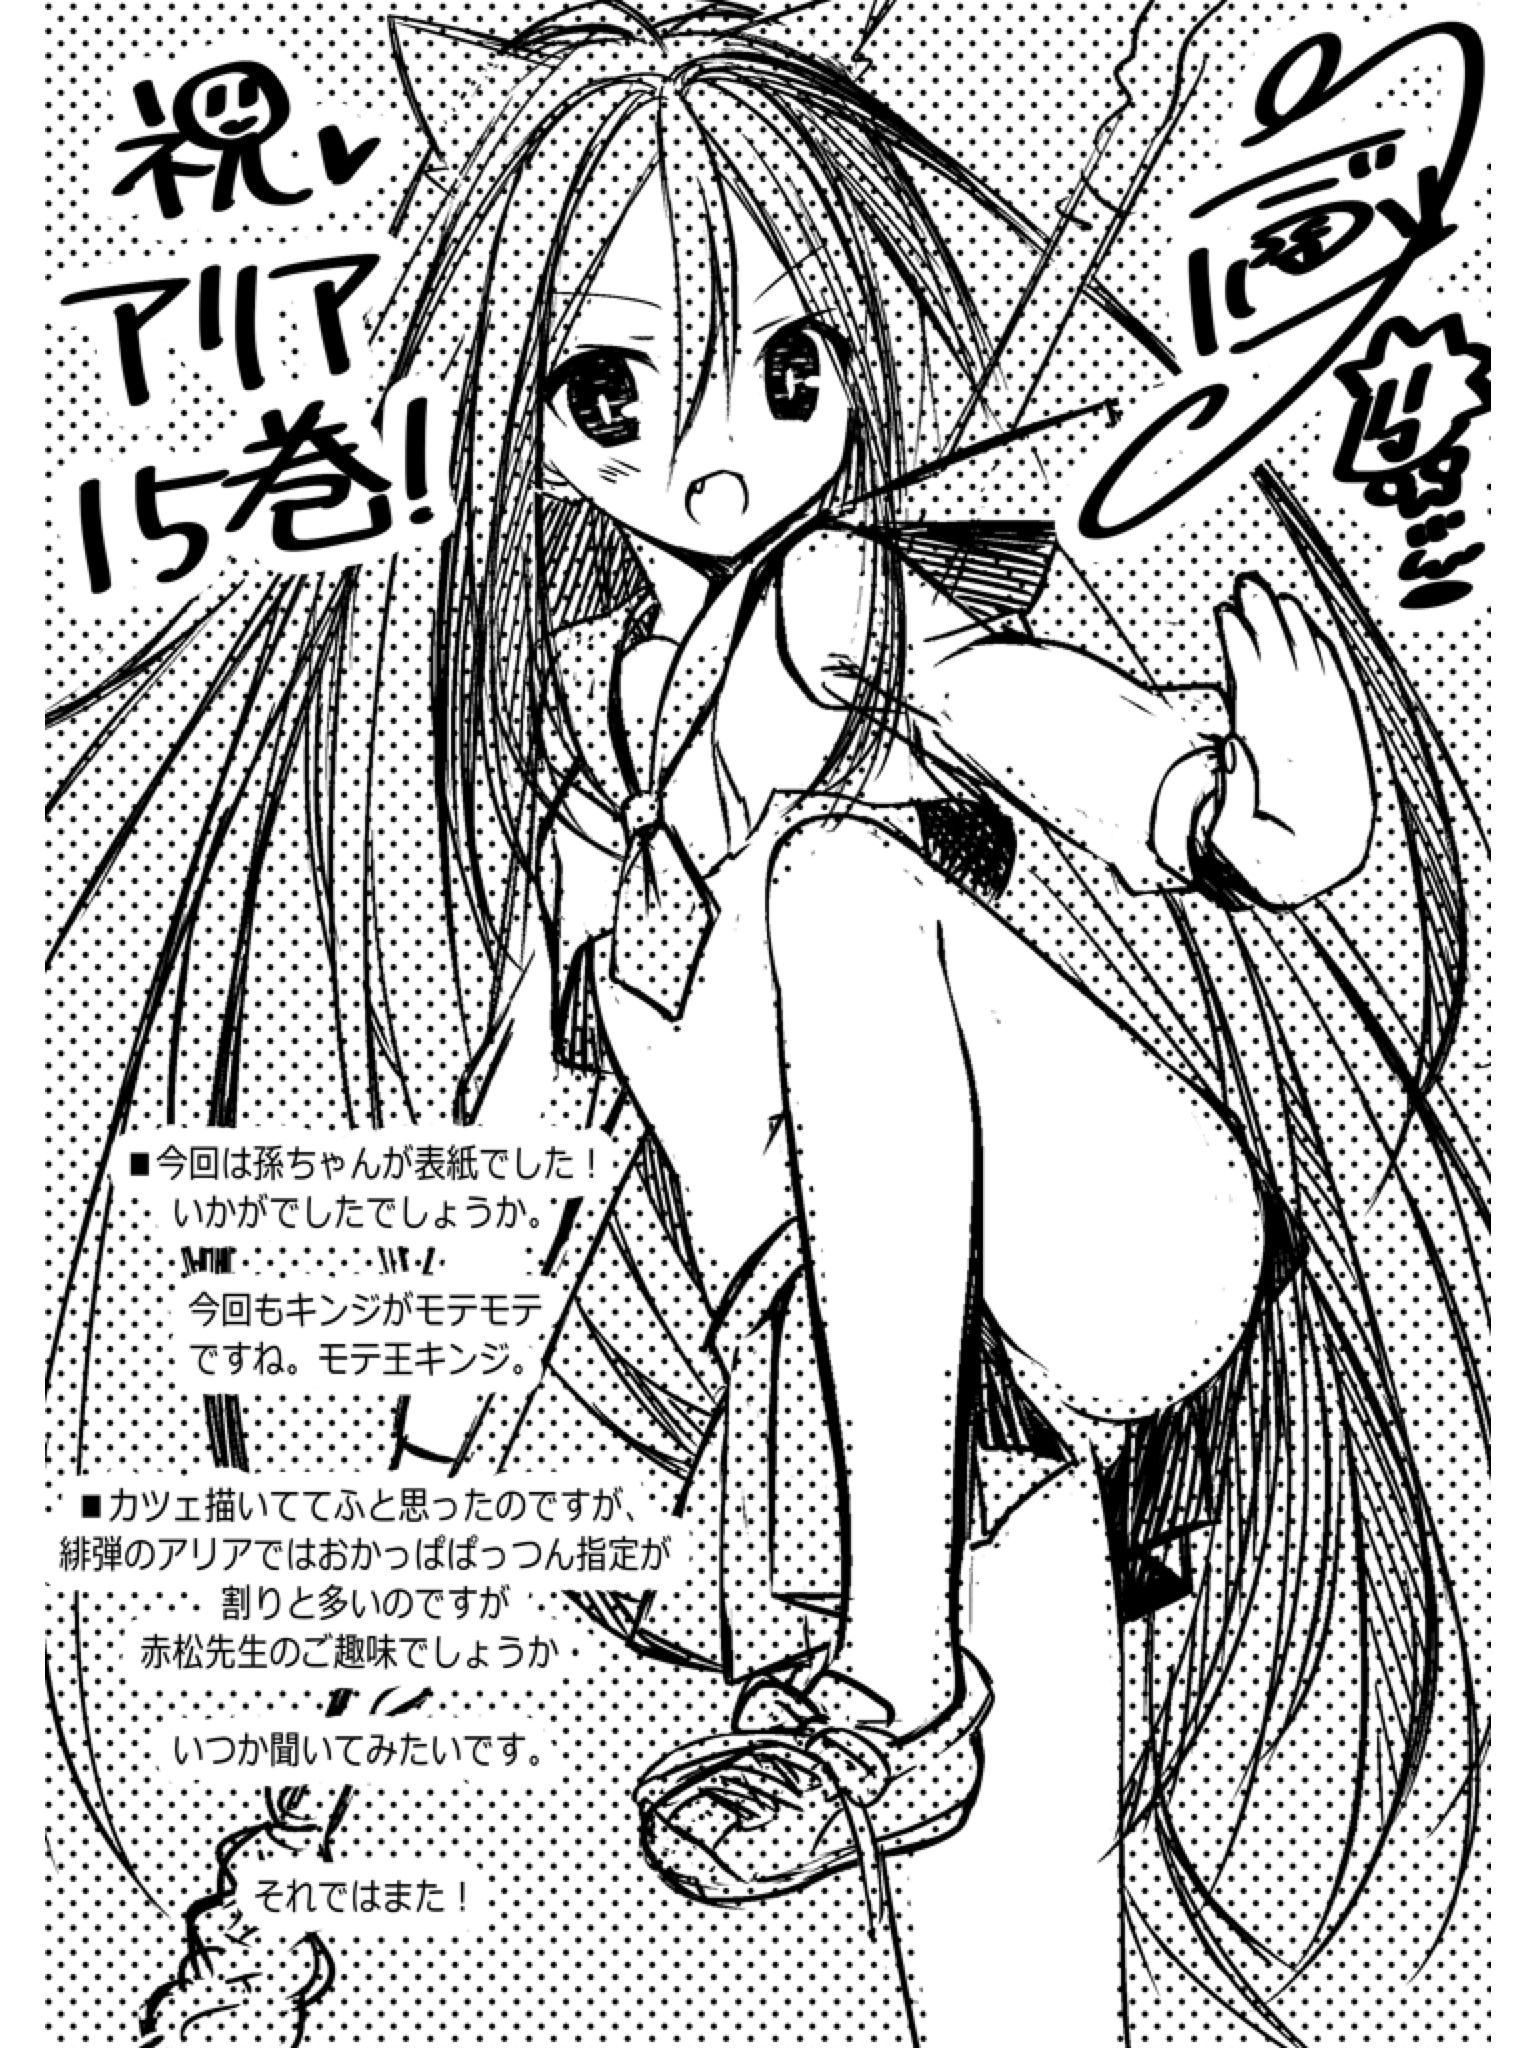 祝
アリア
15巻!
■今回は孫ちゃんが表紙でした！
いかがでしたでしょうか。
今回もキンジがモテモテ
ですね。モテ王キンジ。
■カツェ描いててふと思ったのですが、
緋弾のアリアではおかっぱぱっつん指定が
割りと多いのですが
赤松先生のご趣味でしょうか
いつか聞いてみたいです。
それではまた！